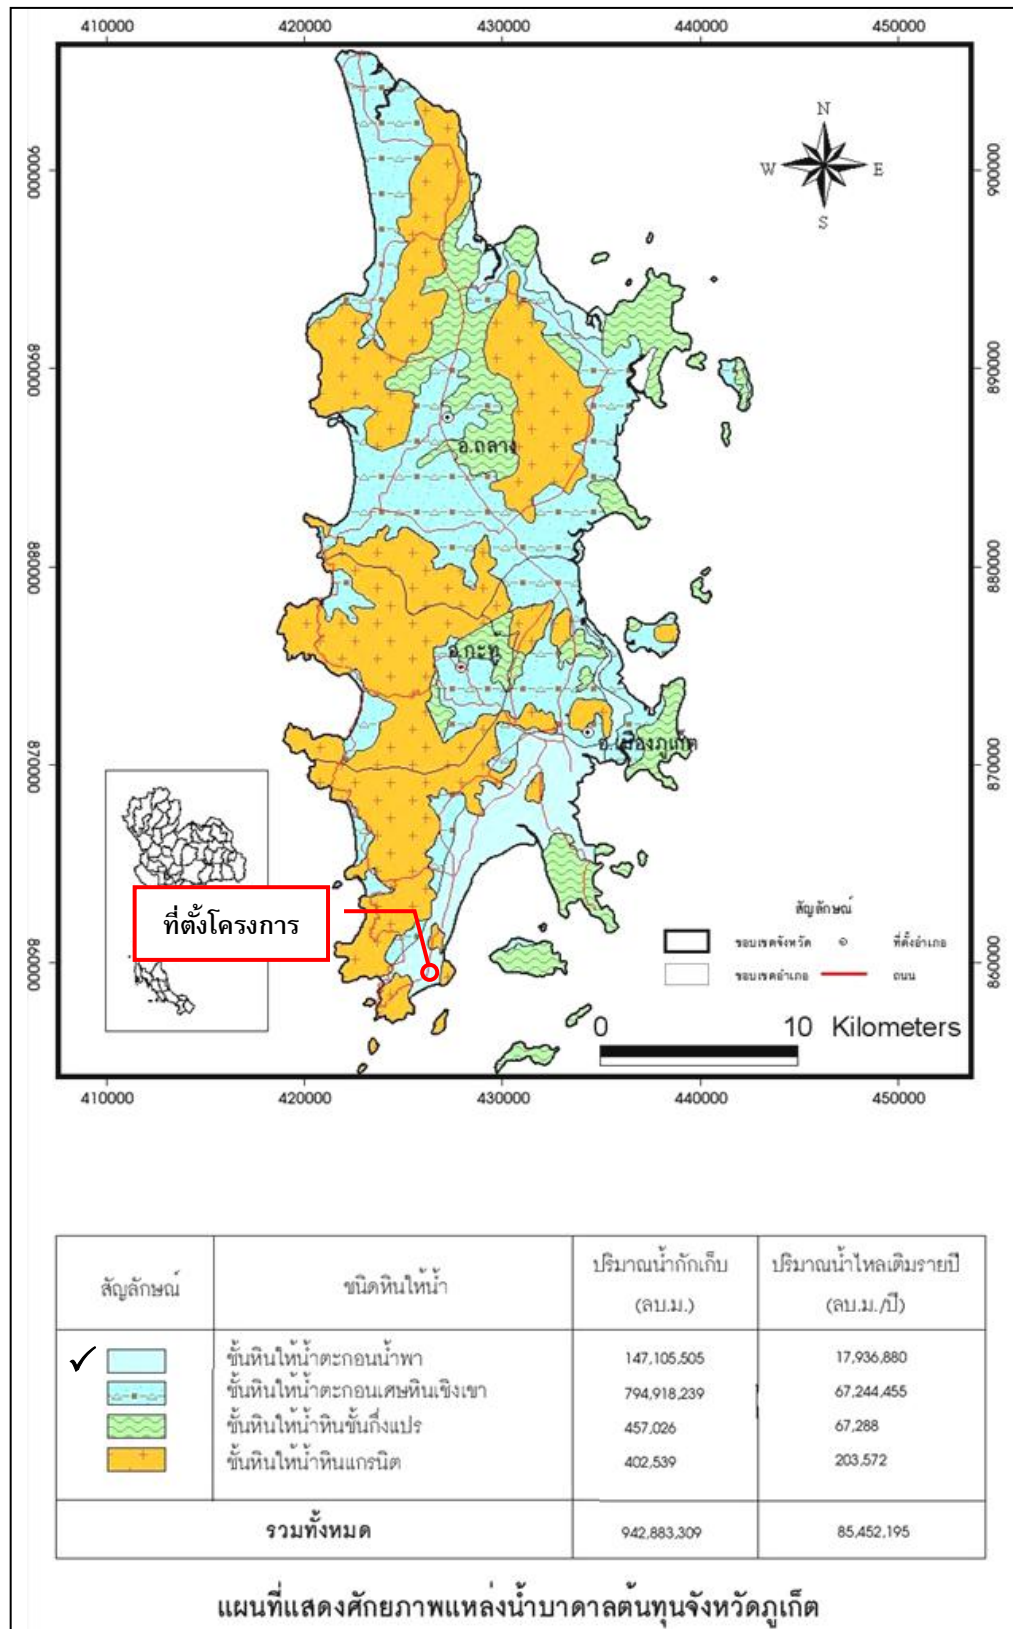 410000 420000 430000 440000 450000
N
W E
S
900000 900000
890000 890000
อ.ถลาง
880000 880000
อ.กะทู้
อ.เมืองภูเก็ต
870000 870000
ที่ตั้งโครงการ
สัญลักษณ์
ขอบเขตจังหวัด ที่ตั้งอำเภอ
ขอบเขตอำเภอ ถนน
860000 860000
0 10 Kilometers
410000 420000 430000 440000 450000
สัญลักษณ์ ชนิดหินให้น้ำ ปริมาณน้ำกักเก็บ ปริมาณน้ำไหลเติมรายปี
(ลบ.ม.) (ลบ.ม./ปี)
✓ ชั้นหินให้น้ำตะกอนน้ำพา 147,105,505 17,936,880
ชั้นหินให้น้ำตะกอนเศษหินเชิงเขา 794,918,239 67,244,455
ชั้นหินให้น้ำหินชั้นกึ่งแปร 457,026 67,288
ชั้นหินให้น้ำหินแกรนิต 402,539 203,572
รวมทั้งหมด 942,883,309 85,452,195
แผนที่แสดงศักยภาพแหล่งน้ำบาดาลต้นทุนจังหวัดภูเก็ต